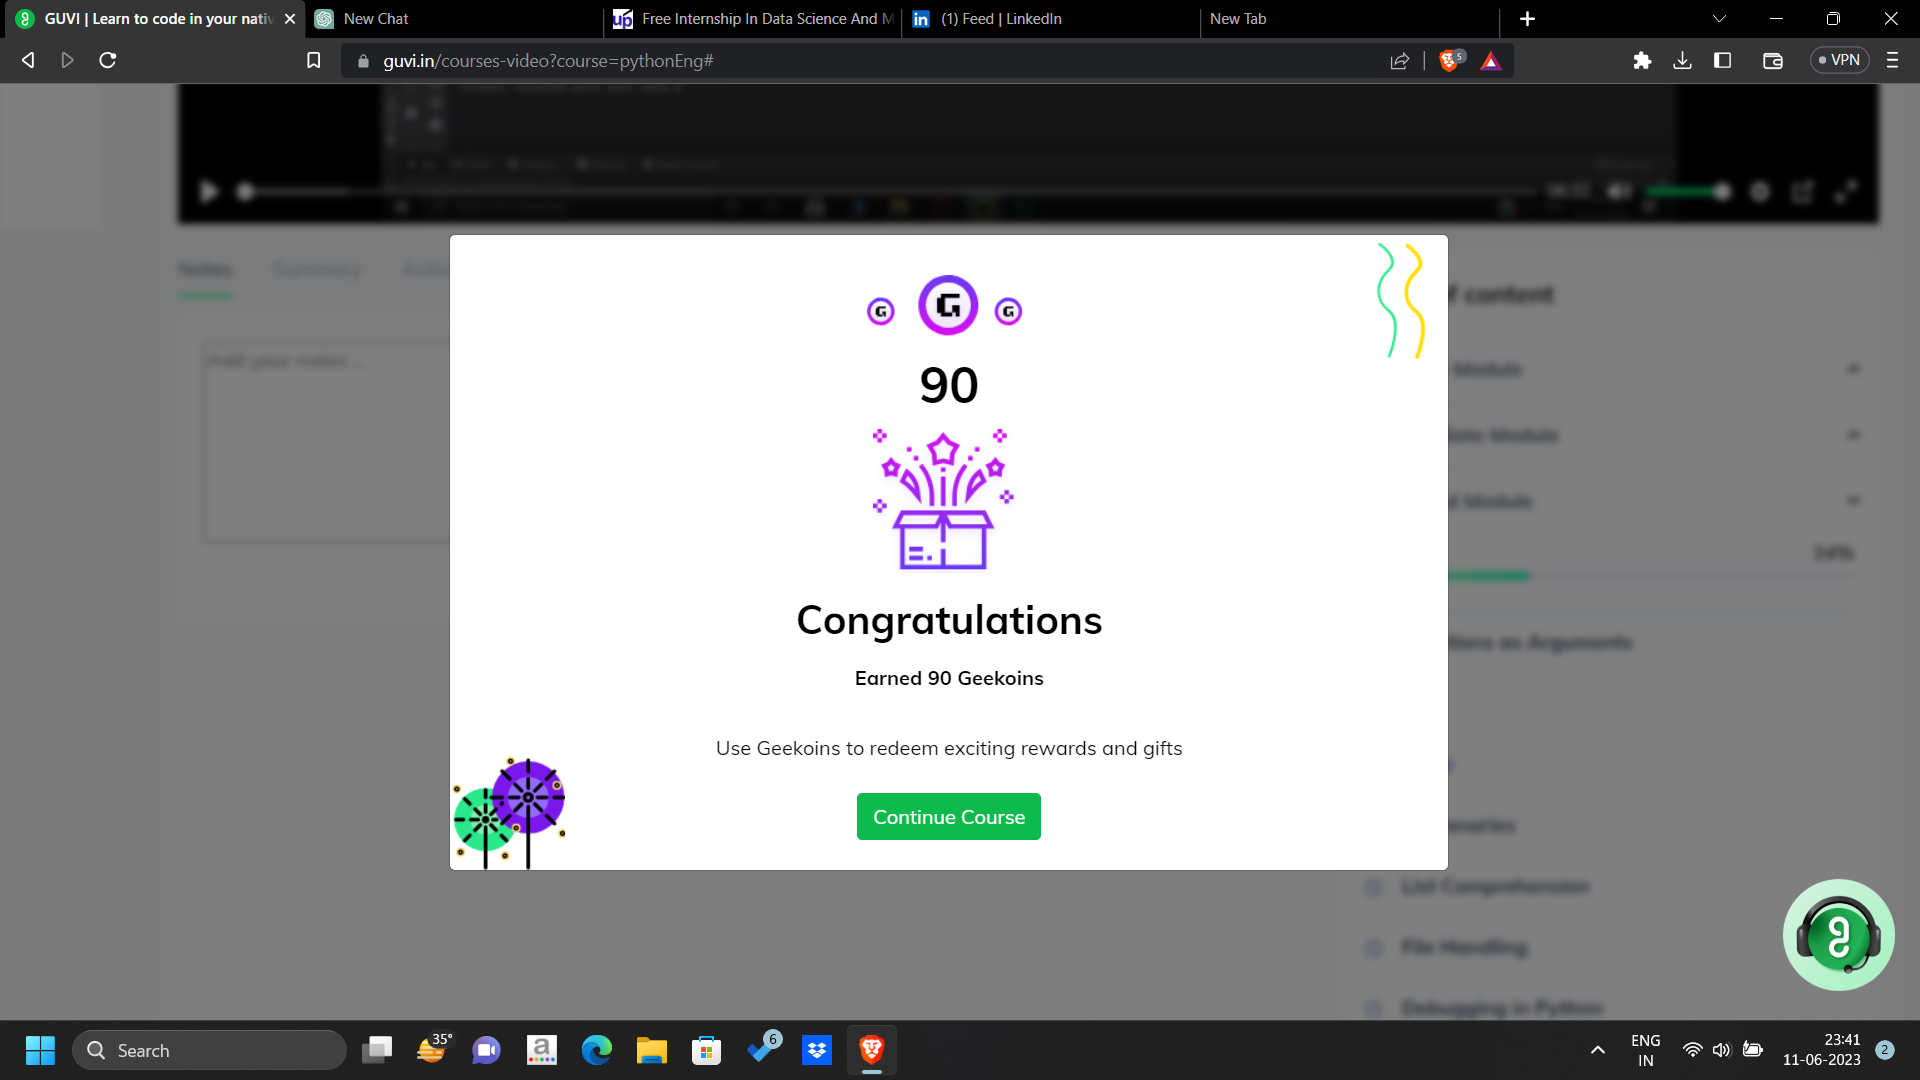 GUVI | Learn to code in your nativ
New Chat
Free Internship In Data Science And M
(1) Feed | LinkedIn
New Tab
guvi.in/courses-video?course=pythonEng#
5
VPN
Notes Summary
Add your notes ...
f content
Module
Module
Module
34%
as Arguments
List Comprehension
File Handling
Debugging in Python
G G G
90
Congratulations
Earned 90 Geekoins
Use Geekoins to redeem exciting rewards and gifts
Continue Course
Search
35°
6
ENG
IN
23:41
11-06-2023
2